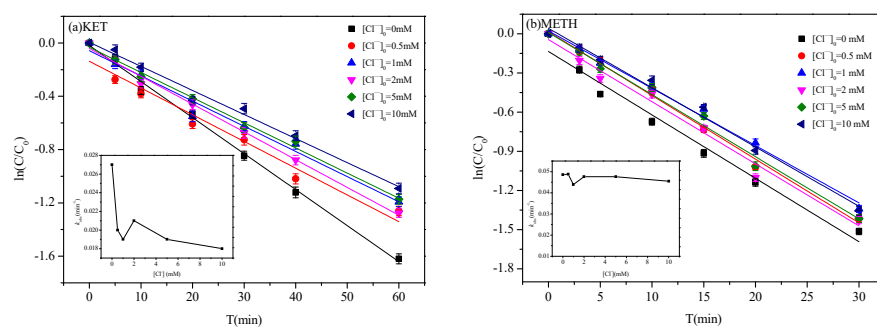 (a)KET
[Cl⁻]₀=0mM
[Cl⁻]₀=0.5mM
[Cl⁻]₀=1mM
[Cl⁻]₀=2mM
[Cl⁻]₀=5mM
[Cl⁻]₀=10mM
ln(C/C₀)
0.0
-0.4
-0.8
-1.2
-1.6
0 10 20 30 40 50 60
T(min)
0.028
0.026
0.024
0.022
0.020
0.018
0 2 4 6 8 10
[Cl⁻] (mM)
(b)METH
[Cl⁻]₀=0 mM
[Cl⁻]₀=0.5 mM
[Cl⁻]₀=1 mM
[Cl⁻]₀=2 mM
[Cl⁻]₀=5 mM
[Cl⁻]₀=10 mM
ln(C/C₀)
0.0
-0.3
-0.6
-0.9
-1.2
-1.5
-1.8
0 5 10 15 20 25 30
T(min)
0.05
0.04
0.03
0.02
0.01
0 2 4 6 8 10
[Cl⁻](mM)